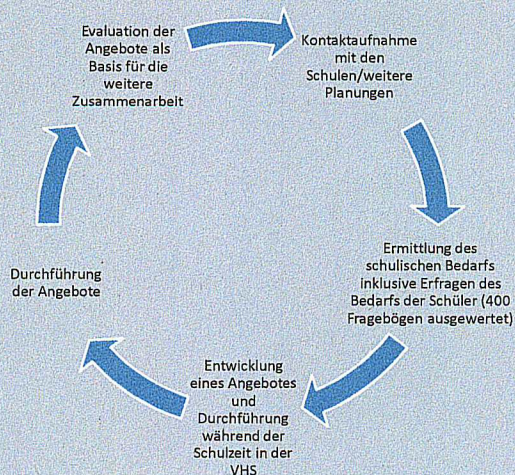 Evaluation der
Angebote als
Basis für die
weitere
Zusammenarbeit
Kontaktaufnahme
mit den
Schulen/weitere
Planungen
Ermittlung des
schulischen Bedarfs
inklusive Erfragen des
Bedarfs der Schüler (400
Fragebögen ausgewertet)
Entwicklung
eines Angebotes
und
Durchführung
während der
Schulzeit in der
VHS
Durchführung
der Angebote